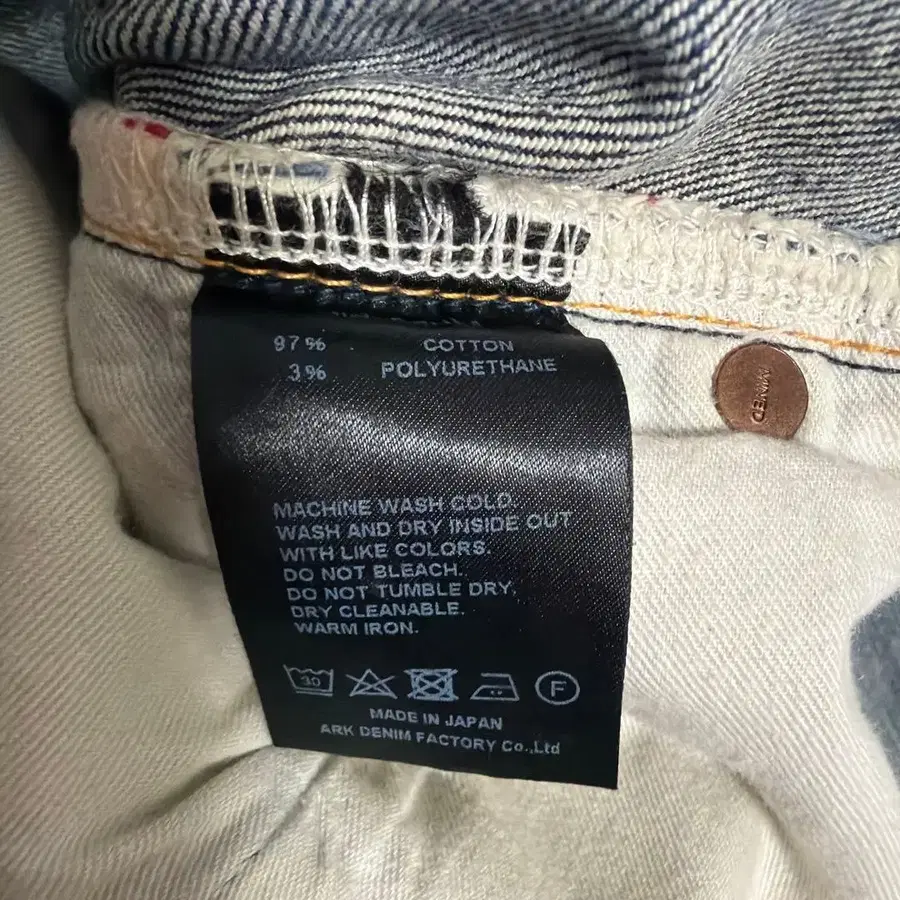 97% COTTON
3% POLYURETHANE
MACHINE WASH COLD.
WASH AND DRY INSIDE OUT
WITH LIKE COLORS.
DO NOT BLEACH.
DO NOT TUMBLE DRY.
DRY CLEANABLE.
WARM IRON.
30
F
MADE IN JAPAN
ARK DENIM FACTORY Co.,Ltd
MINED